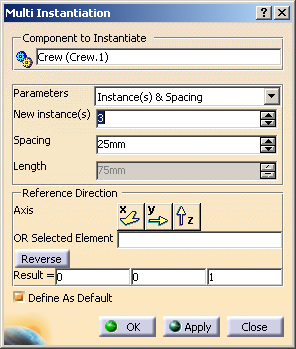 Multi Instantiation
Component to Instantiate
Crew (Crew.1)
Parameters Instance(s) & Spacing
New instance(s) 3
Spacing 25mm
Length 75mm
Reference Direction
Axis x y z
OR Selected Element
Reverse
Result = 0 0 1
Define As Default
OK Apply Close